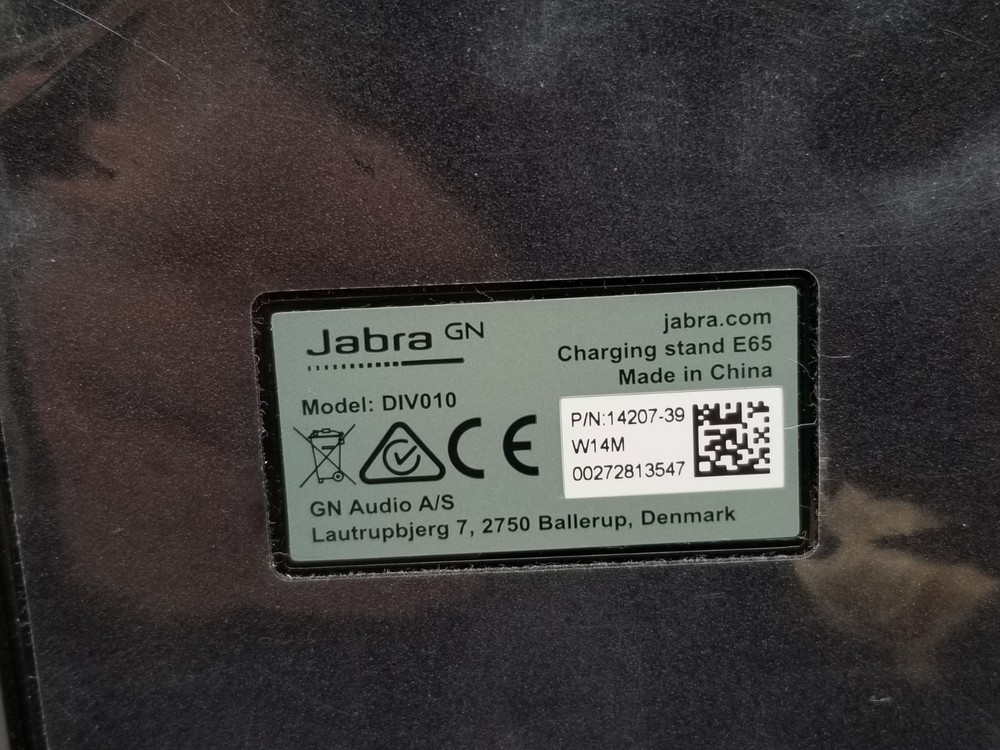 Jabra GN
jabra.com
Charging stand E65
Made in China
Model: DIV010
P/N:14207-39
W14M
00272813547
CE
GN Audio A/S
Lautrupbjerg 7, 2750 Ballerup, Denmark